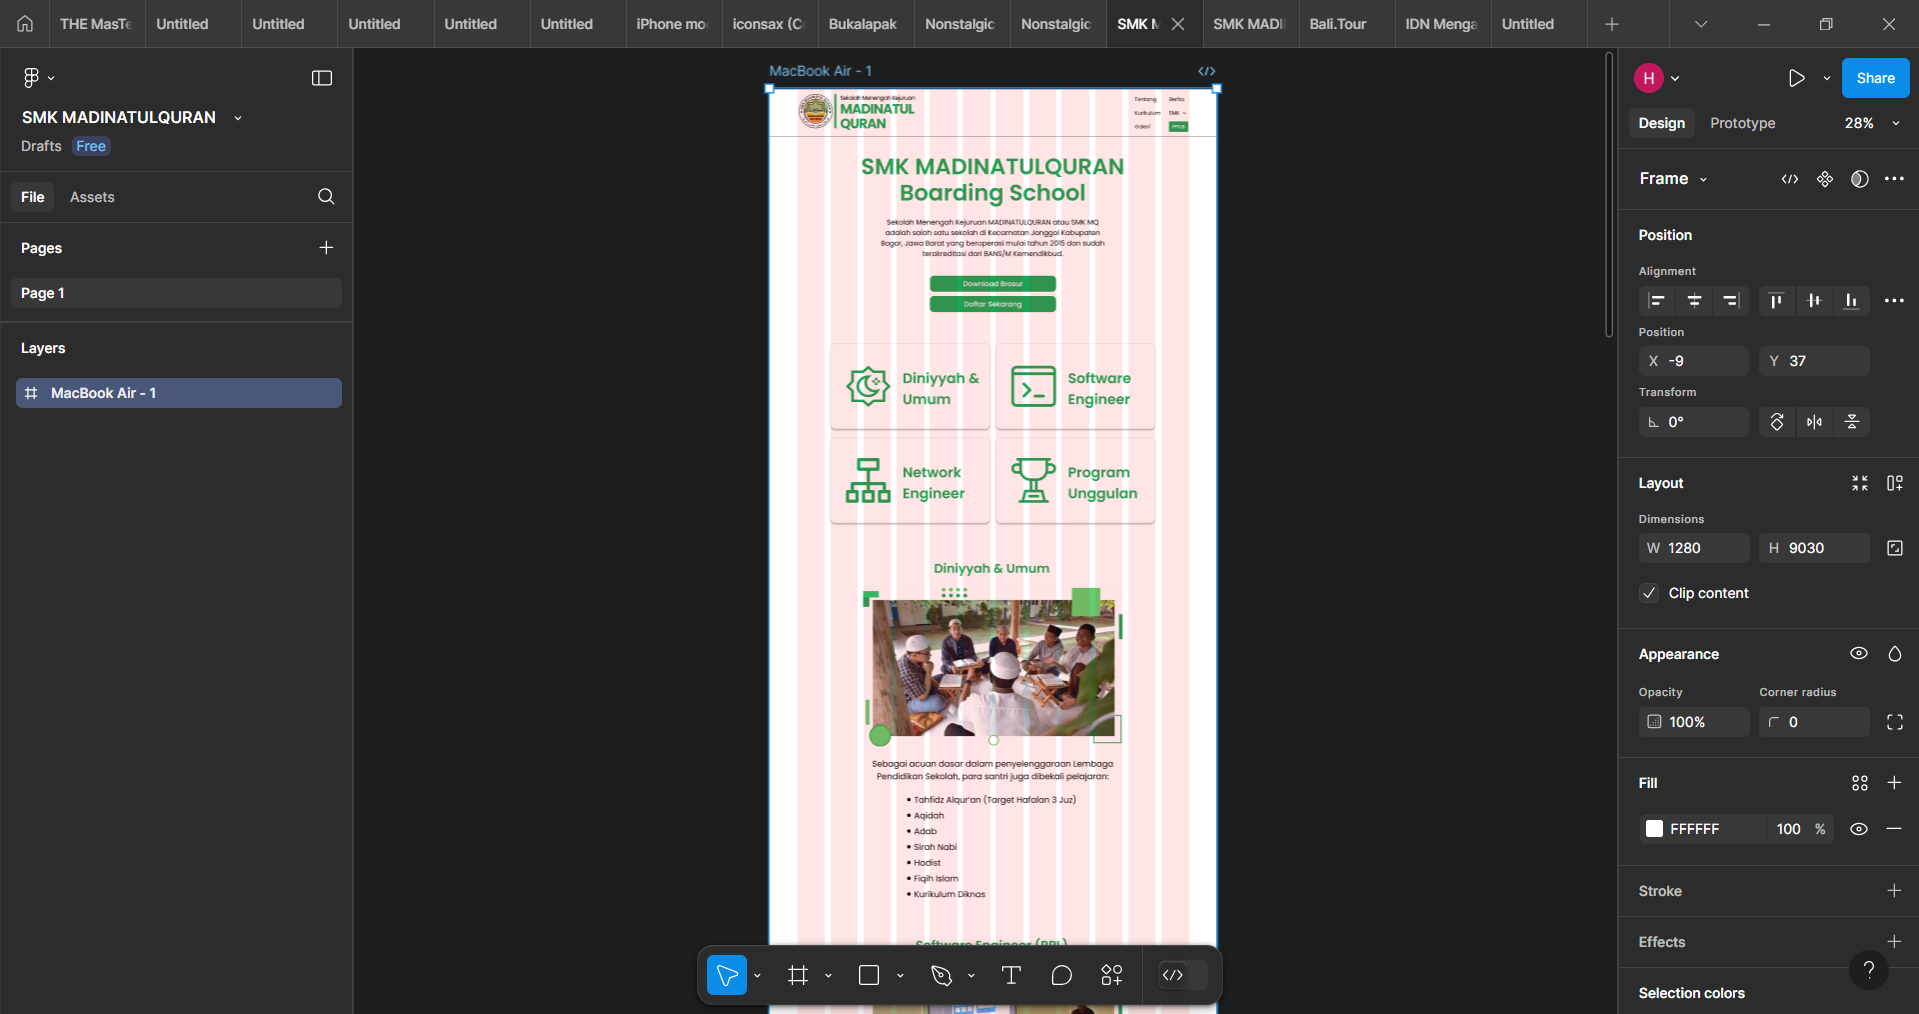 THE MasTe
Untitled
Untitled
Untitled
Untitled
Untitled
iPhone mo
iconsax (C
Bukalapak
Nonstalgic
Nonstalgic
SMK M
SMK MADI
Bali.Tour
IDN Menga
Untitled
SMK MADINATULQURAN
Drafts Free
File Assets
Pages
Page 1
Layers
MacBook Air - 1
MacBook Air - 1
Sekolah Menengah Kejuruan
MADINATUL
QURAN
Tentang Berita
Kurikulum SMK
Galeri PPDB
SMK MADINATULQURAN
Boarding School
Sekolah Menengah Kejuruan MADINATULQURAN atau SMK MQ
adalah salah satu sekolah di Kecamatan Jonggol Kabupaten
Bogor, Jawa Barat yang beroperasi mulai tahun 2015 dan sudah
terakreditasi dari BANS/M Kemendikbud.
Download Brosur
Daftar Sekarang
Diniyyah &
Umum
Software
Engineer
Network
Engineer
Program
Unggulan
Diniyyah & Umum
Sebagai acuan dasar dalam penyelenggaraan Lembaga
Pendidikan Sekolah, para santri juga dibekali pelajaran:
• Tahfidz Alqur'an (Target Hafalan 3 Juz)
• Aqidah
• Adab
• Sirah Nabi
• Hadist
• Fiqih Islam
• Kurikulum Diknas
Software Engineer (RPL)
H
Share
Design Prototype 28%
Frame
Position
Alignment
Position
X -9 Y 37
Transform
0°
Layout
Dimensions
W 1280 H 9030
Clip content
Appearance
Opacity Corner radius
100% 0
Fill
FFFFFF 100 %
Stroke
Effects
?
Selection colors